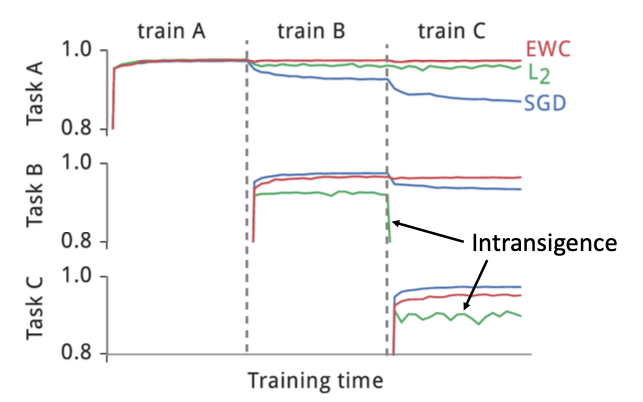 train A train B train C
Task A
1.0
0.8
EWC
L2
SGD
Task B
1.0
0.8
Intransigence
Task C
1.0
0.8
Training time